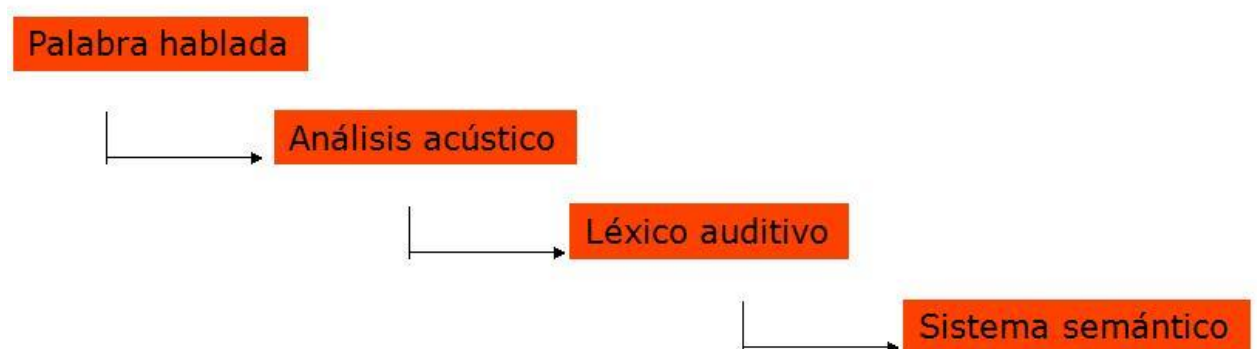 Palabra hablada
Análisis acústico
Léxico auditivo
Sistema semántico